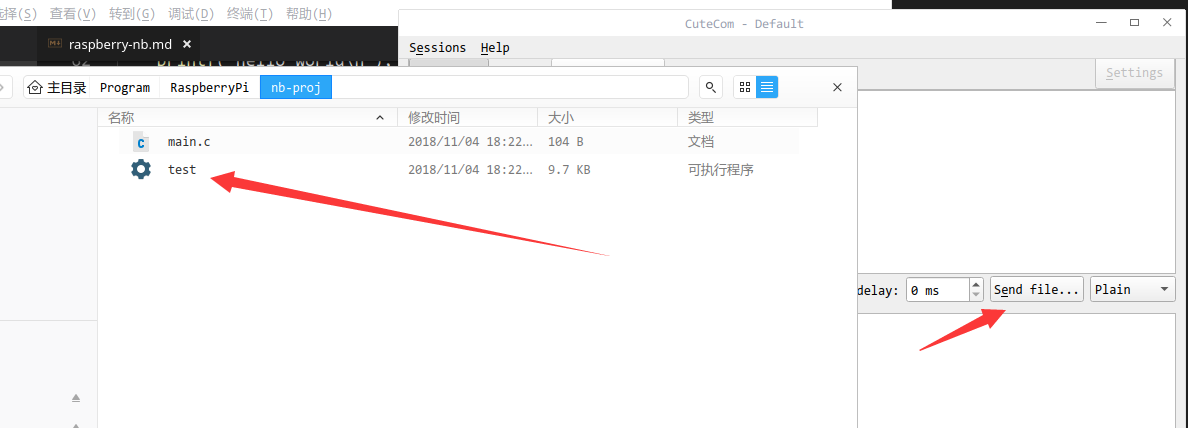 选择(S) 查看(V) 转到(G) 调试(D) 终端(T) 帮助(H)
CuteCom - Default
raspberry-nb.md ×
Sessions Help
Settings
主目录 Program RaspberryPi nb-proj
名称 修改时间 大小 类型
main.c 2018/11/04 18:22... 104 B 文档
test 2018/11/04 18:22... 9.7 KB 可执行程序
delay: 0 ms Send file... Plain